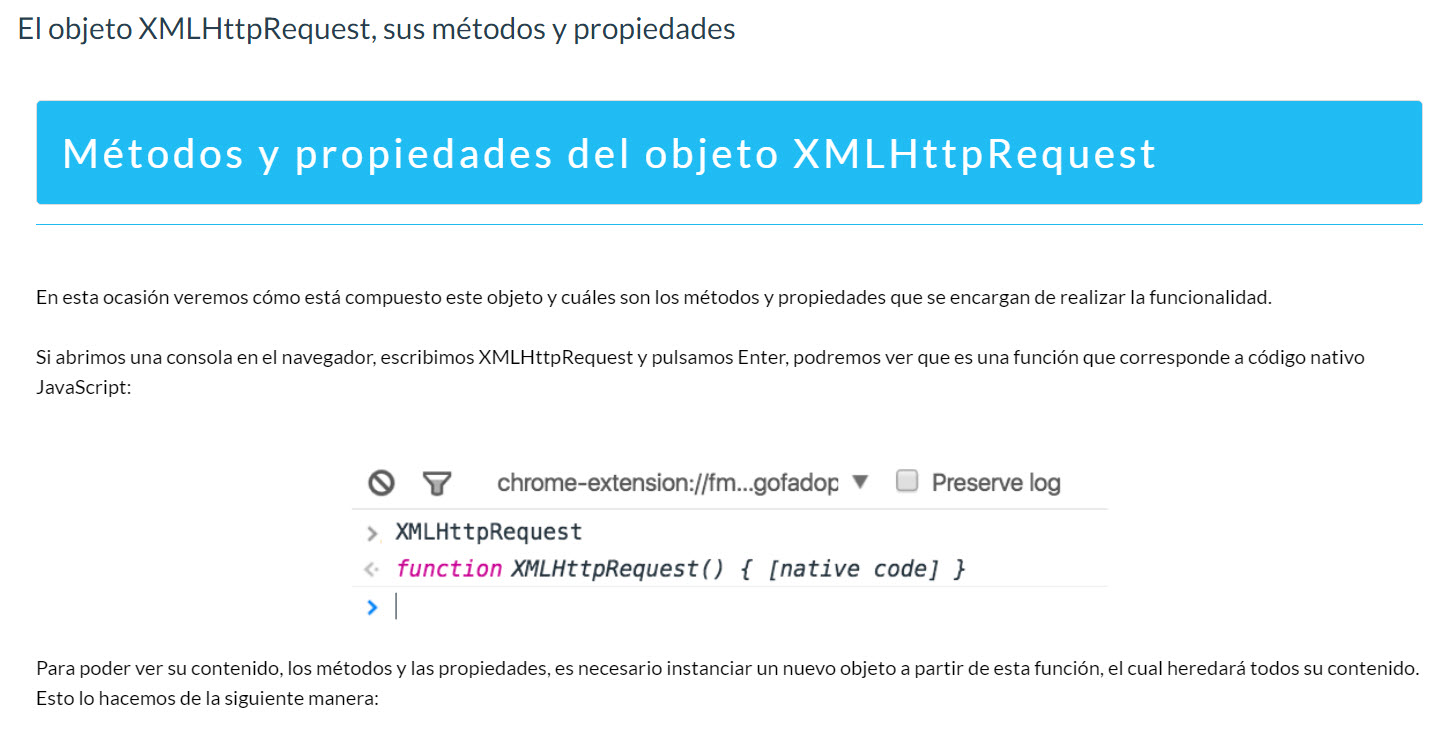 El objeto XMLHttpRequest, sus métodos y propiedades
Métodos y propiedades del objeto XMLHttpRequest
En esta ocasión veremos cómo está compuesto este objeto y cuáles son los métodos y propiedades que se encargan de realizar la funcionalidad.
Si abrimos una consola en el navegador, escribimos XMLHttpRequest y pulsamos Enter, podremos ver que es una función que corresponde a código nativo
JavaScript:
chrome-extension://fm...gofadop ▼ Preserve log
> XMLHttpRequest
<· function XMLHttpRequest() { [native code] }
>
Para poder ver su contenido, los métodos y las propiedades, es necesario instanciar un nuevo objeto a partir de esta función, el cual heredará todos su contenido.
Esto lo hacemos de la siguiente manera: